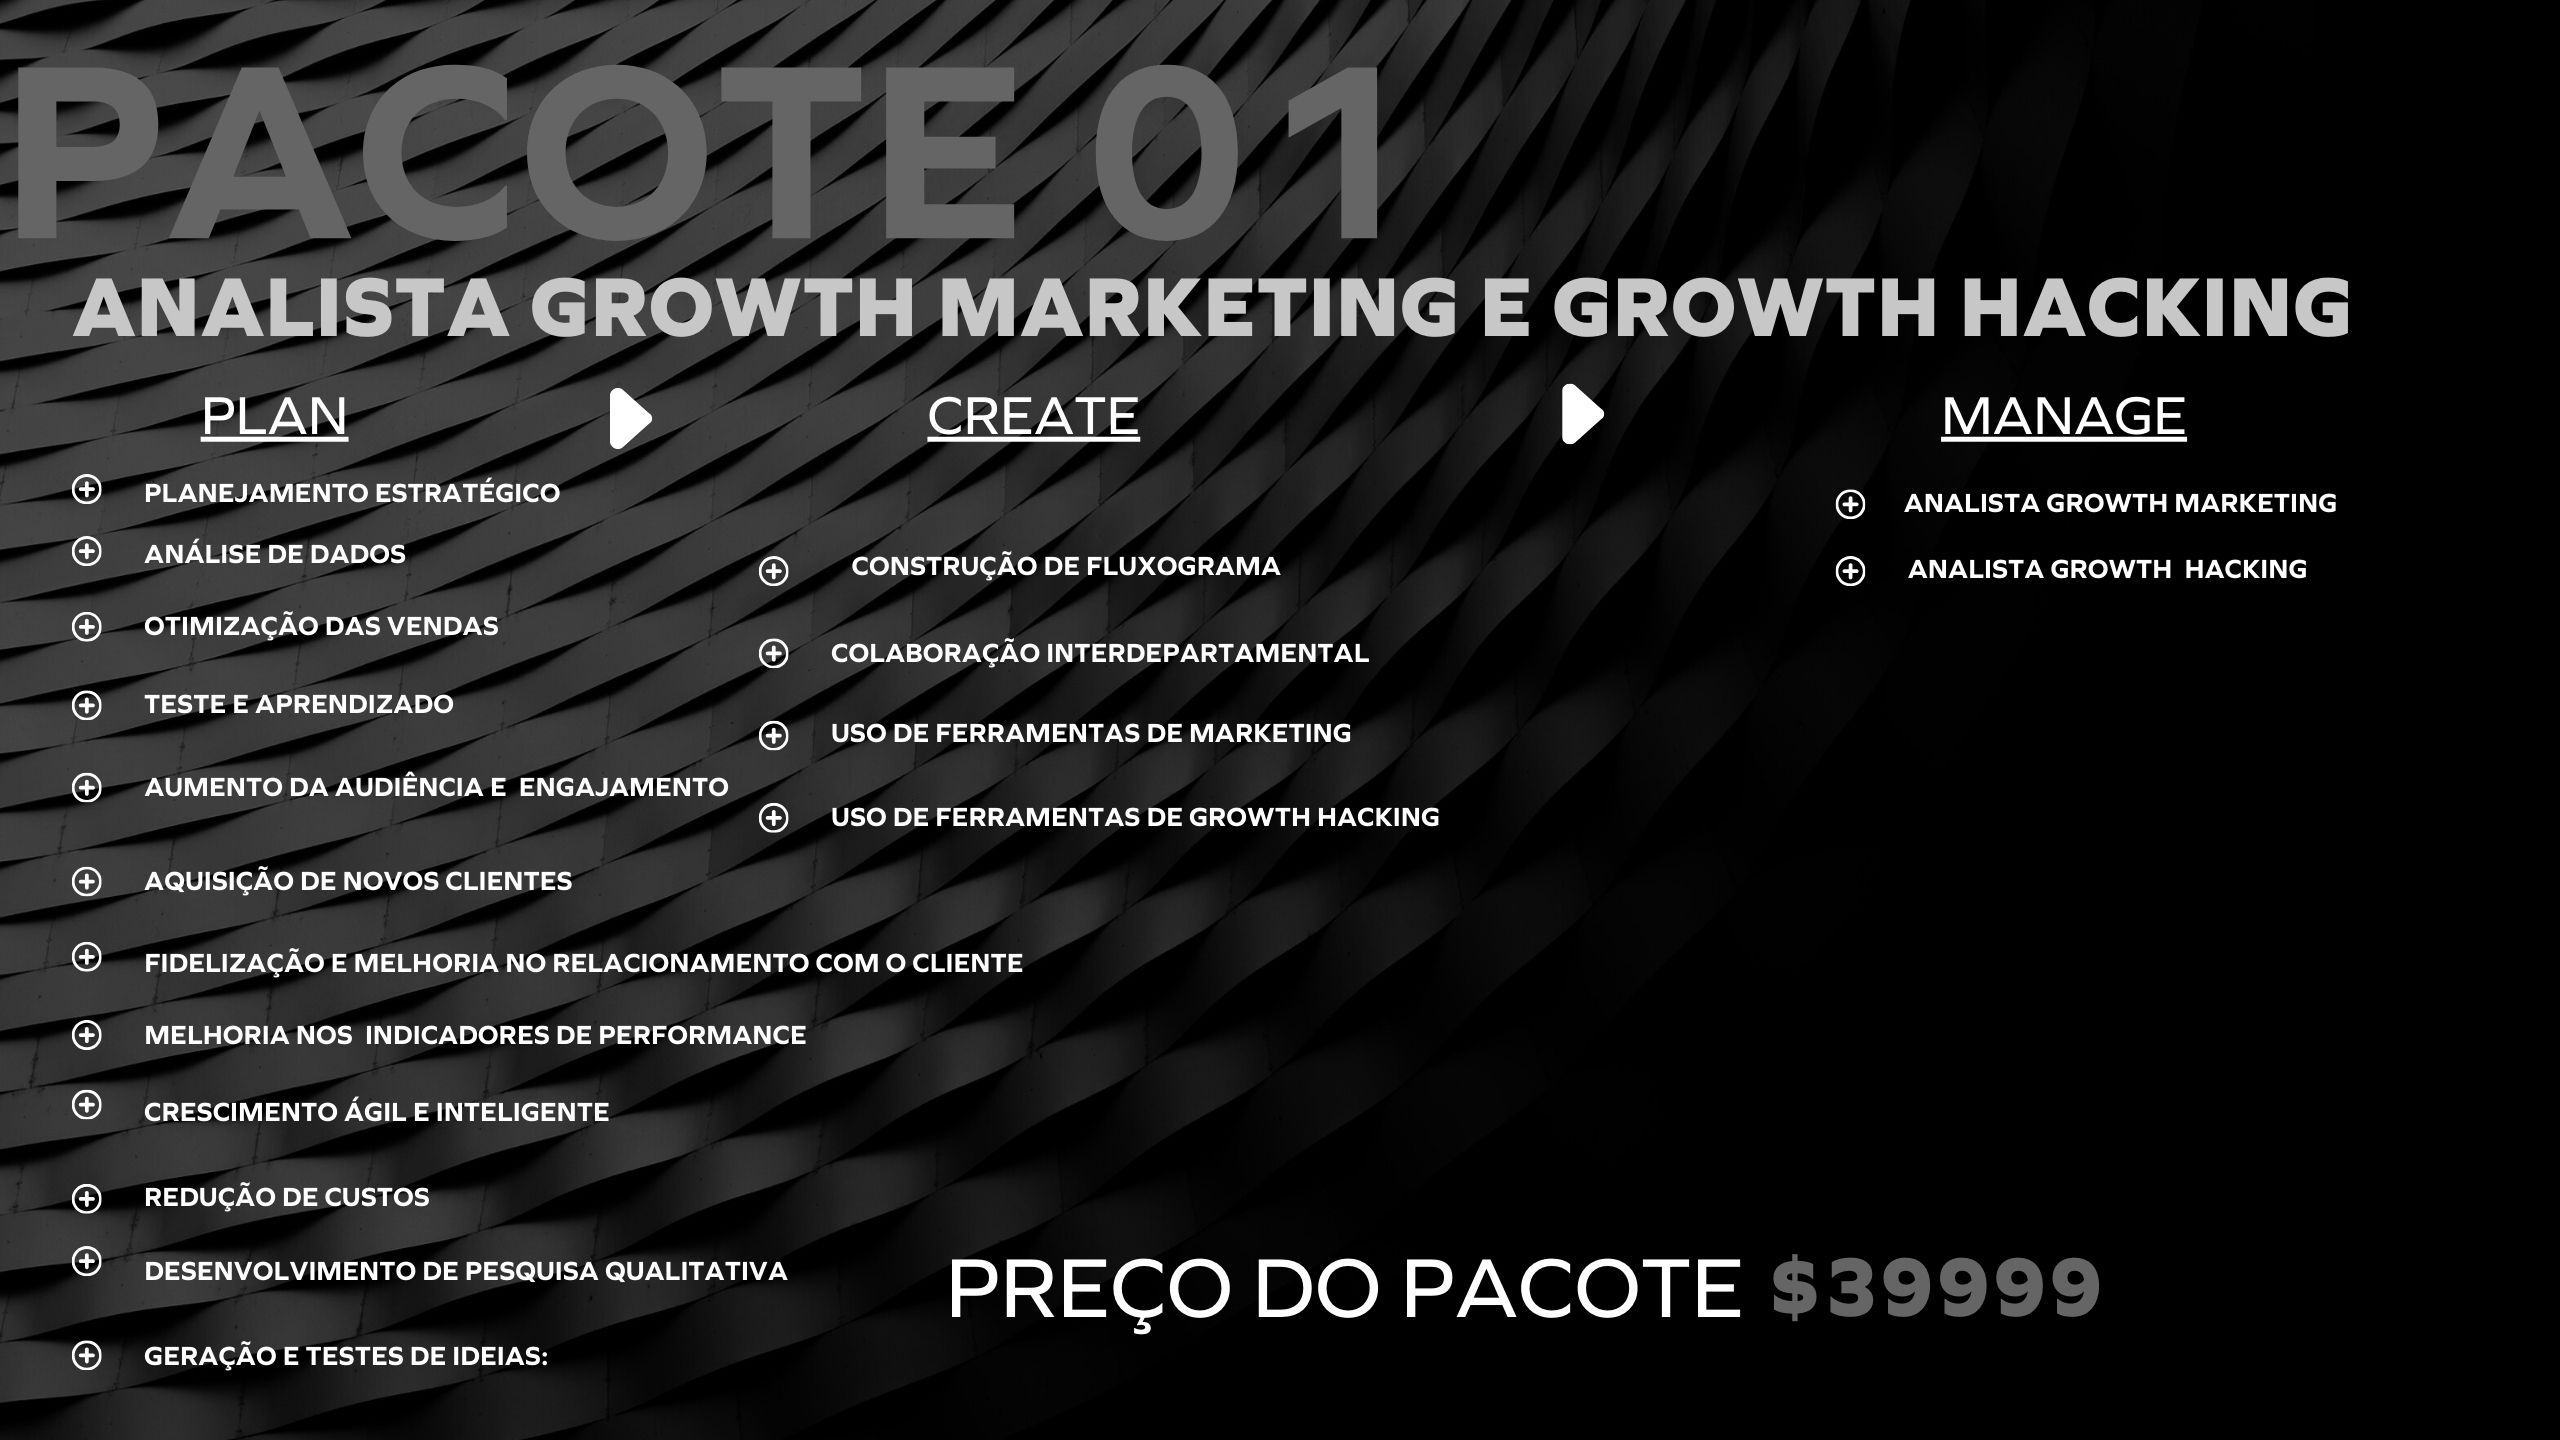 PACOTE 01
ANALISTA GROWTH MARKETING E GROWTH HACKING
PLAN
PLANEJAMENTO ESTRATÉGICO
ANÁLISE DE DADOS
OTIMIZAÇÃO DAS VENDAS
TESTE E APRENDIZADO
AUMENTO DA AUDIÊNCIA E ENGAJAMENTO
AQUISIÇÃO DE NOVOS CLIENTES
FIDELIZAÇÃO E MELHORIA NO RELACIONAMENTO COM O CLIENTE
MELHORIA NOS INDICADORES DE PERFORMANCE
CRESCIMENTO ÁGIL E INTELIGENTE
REDUÇÃO DE CUSTOS
DESENVOLVIMENTO DE PESQUISA QUALITATIVA
GERAÇÃO E TESTES DE IDEIAS:
CREATE
CONSTRUÇÃO DE FLUXOGRAMA
COLABORAÇÃO INTERDEPARTAMENTAL
USO DE FERRAMENTAS DE MARKETING
USO DE FERRAMENTAS DE GROWTH HACKING
MANAGE
ANALISTA GROWTH MARKETING
ANALISTA GROWTH HACKING
PREÇO DO PACOTE $39999